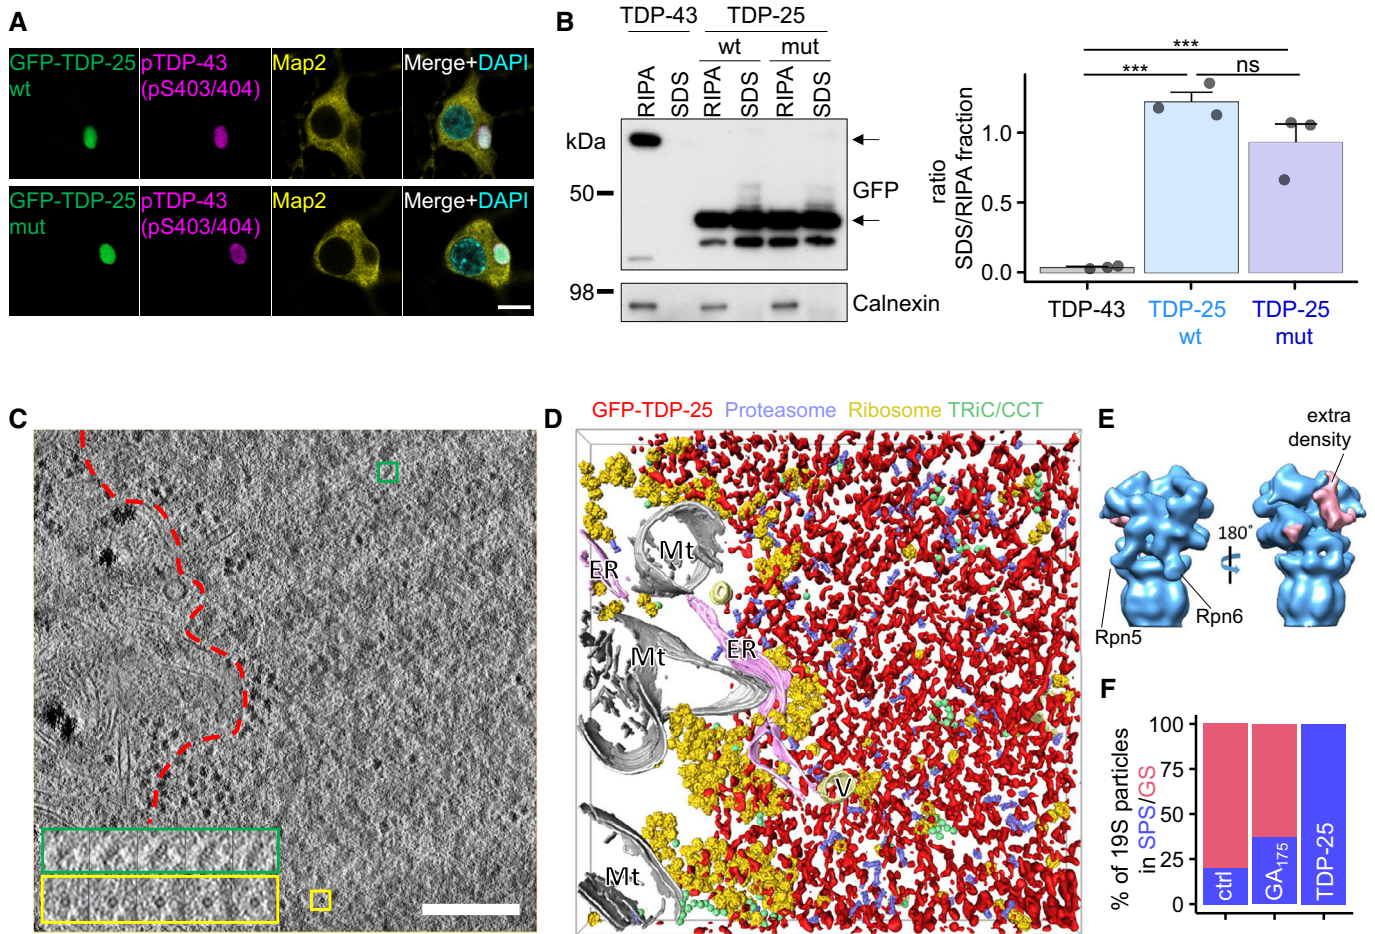 A
GFP-TDP-25 wt
pTDP-43 (pS403/404)
Map2
Merge+DAPI
GFP-TDP-25 mut
pTDP-43 (pS403/404)
Map2
Merge+DAPI
B
TDP-43 TDP-25
wt mut
RIPA SDS RIPA SDS RIPA SDS
kDa
50
GFP
98
Calnexin
ratio
SDS/RIPA fraction
1.0
0.5
0.0
***
*** ns
TDP-43 TDP-25 wt TDP-25 mut
C
D
GFP-TDP-25 Proteasome Ribosome TRiC/CCT
Mt
ER
ER
Mt
V
Mt
E
extra
density
180°
Rpn5
Rpn6
F
% of 19S particles
in SPS/GS
100
75
50
25
0
ctrl
GA175
TDP-25